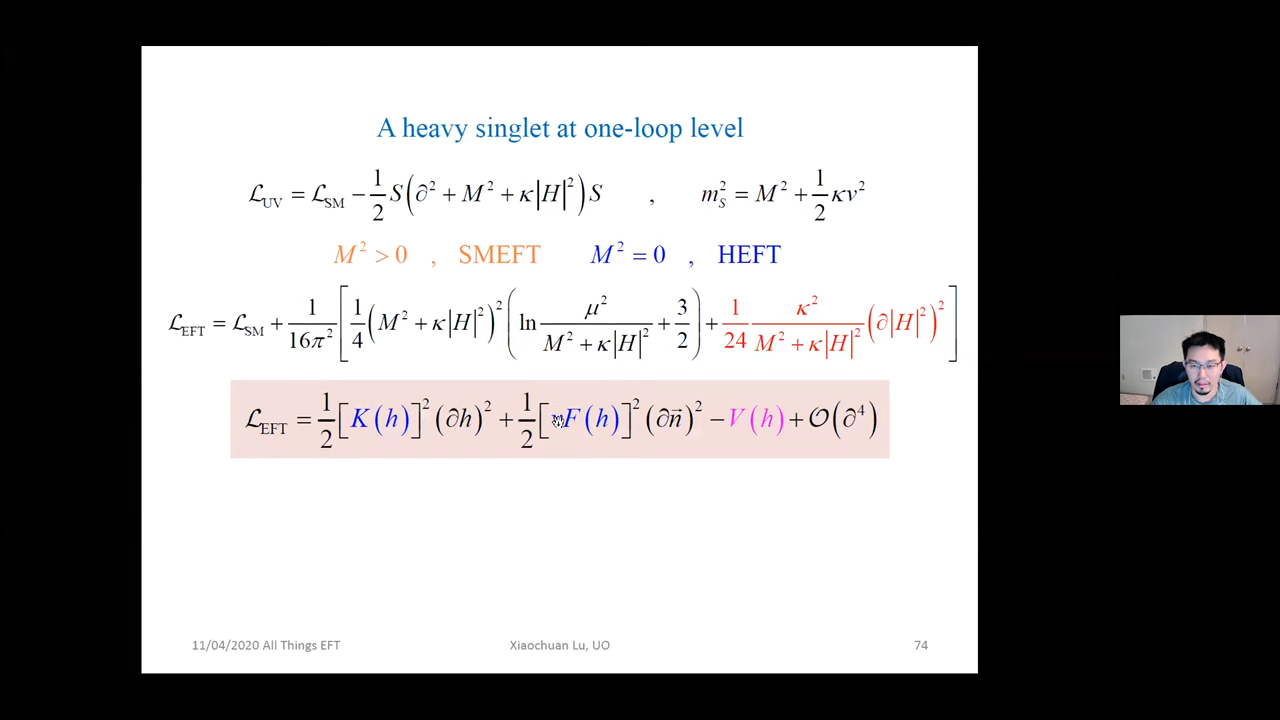 A heavy singlet at one-loop level
ℒ_UV = ℒ_SM − 1/2 S(∂² + M² + κ|H|²)S , m_S² = M² + 1/2 κv²
M² > 0 , SMEFT M² = 0 , HEFT
ℒ_EFT = ℒ_SM + 1/16π² [1/4 (M² + κ|H|²)² (ln μ²/(M² + κ|H|²) + 3/2) + 1/24 κ²/(M² + κ|H|²) (∂|H|²)²]
ℒ_EFT = 1/2 [K(h)]² (∂h)² + 1/2 [vF(h)]² (∂n⃗)² − V(h) + 𝒪(∂⁴)
11/04/2020 All Things EFT Xiaochuan Lu, UO 74